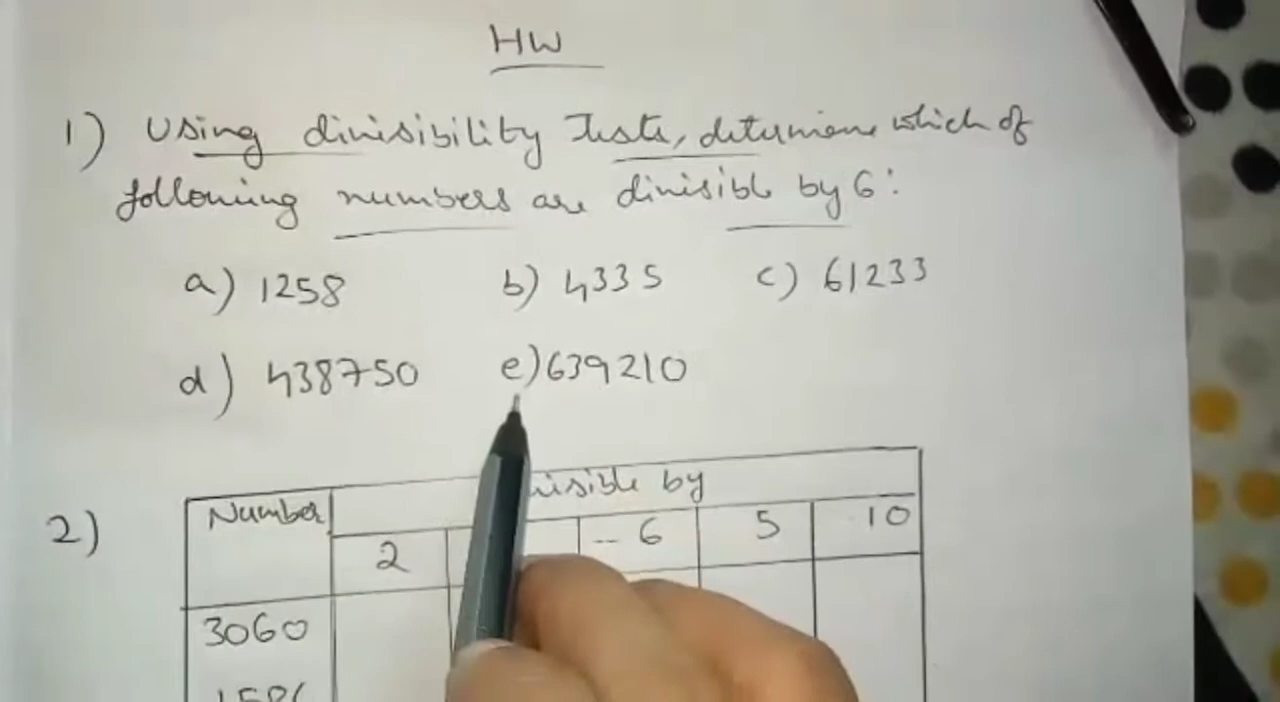 HW
1) Using divisibility Tests, determine which of
following numbers are divisible by 6:
a) 1258 b) 4335 c) 61233
d) 438750 e) 639210
2)
Number by
2 6 5 10
3060